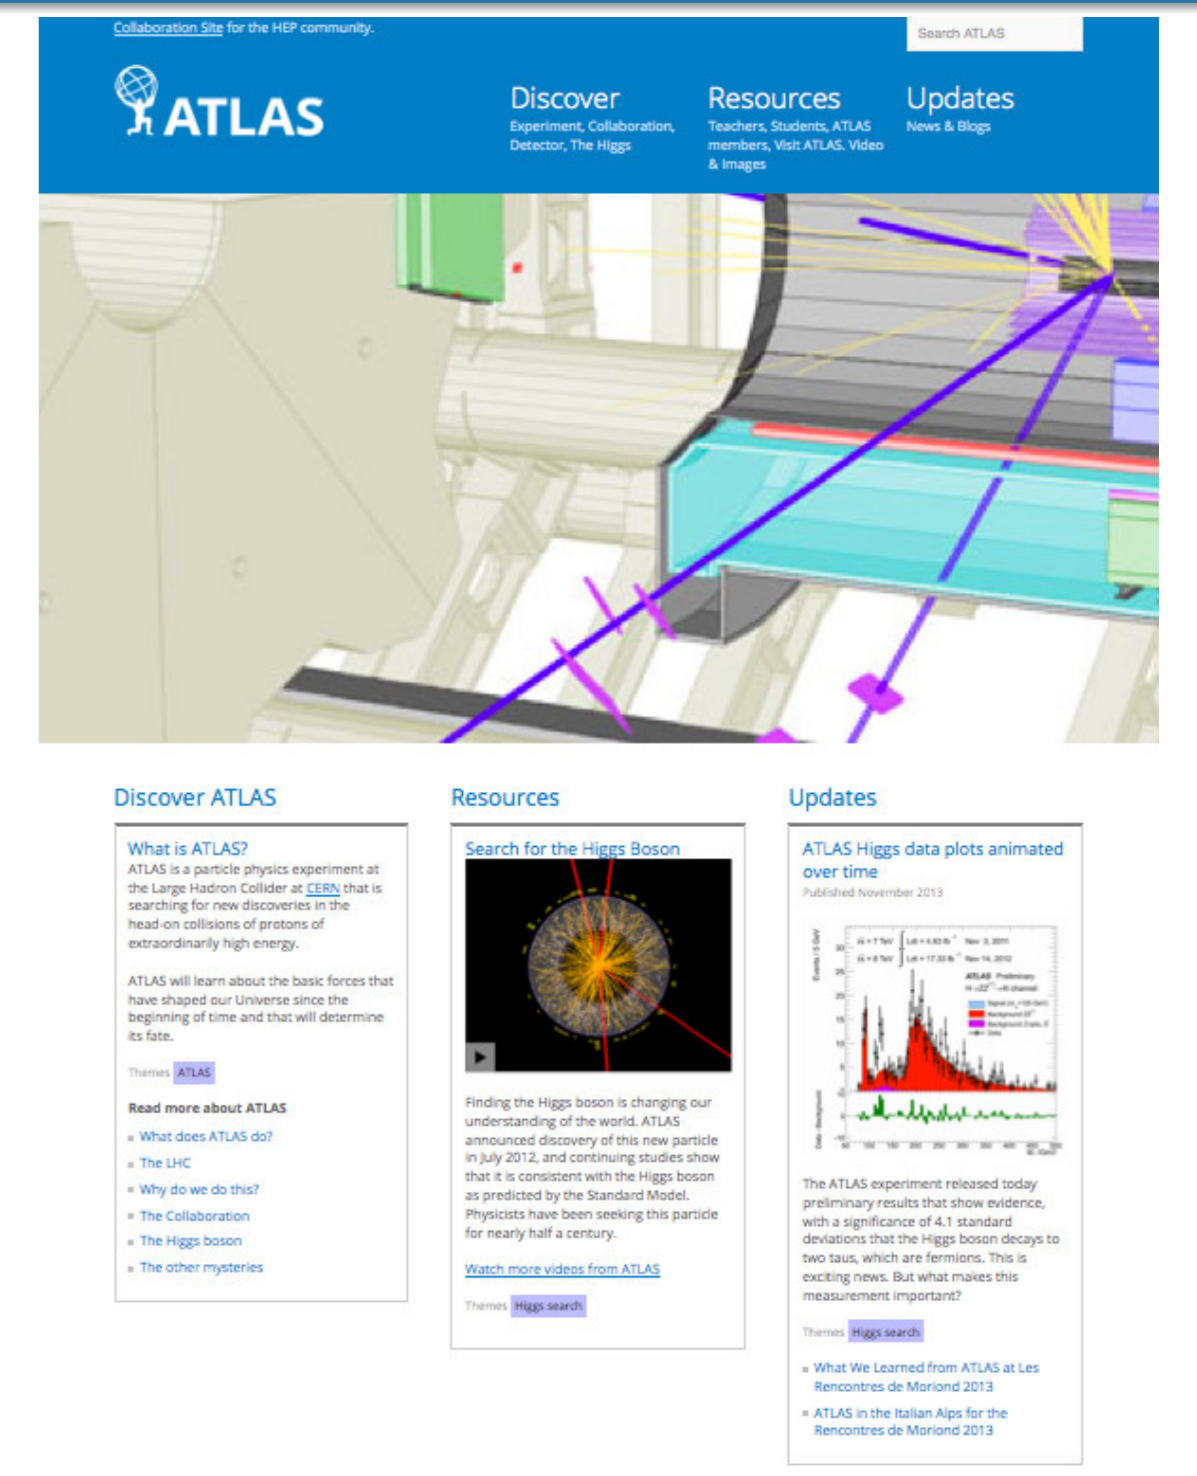 Collaboration Site for the HEP community.
Search ATLAS
ATLAS
Discover
Experiment, Collaboration,
Detector, The Higgs
Resources
Teachers, Students, ATLAS
members, Visit ATLAS. Video
& Images
Updates
News & Blogs
Discover ATLAS
What is ATLAS?
ATLAS is a particle physics experiment at
the Large Hadron Collider at CERN that is
searching for new discoveries in the
head-on collisions of protons of
extraordinarily high energy.
ATLAS will learn about the basic forces that
have shaped our Universe since the
beginning of time and that will determine
its fate.
Themes ATLAS
Read more about ATLAS
What does ATLAS do?
The LHC
Why do we do this?
The Collaboration
The Higgs boson
The other mysteries
Resources
Search for the Higgs Boson
Finding the Higgs boson is changing our
understanding of the world. ATLAS
announced discovery of this new particle
in July 2012, and continuing studies show
that it is consistent with the Higgs boson
as predicted by the Standard Model.
Physicists have been seeking this particle
for nearly half a century.
Watch more videos from ATLAS
Themes Higgs search
Updates
ATLAS Higgs data plots animated
over time
Published November 2013
Events / 5 GeV
Nov 3, 2011
Nov 14, 2012
ATLAS Preliminary
channel
Data - Background
The ATLAS experiment released today
preliminary results that show evidence,
with a significance of 4.1 standard
deviations that the Higgs boson decays to
two taus, which are fermions. This is
exciting news. But what makes this
measurement important?
Themes Higgs search
What We Learned from ATLAS at Les
Rencontres de Moriond 2013
ATLAS in the Italian Alps for the
Rencontres de Moriond 2013